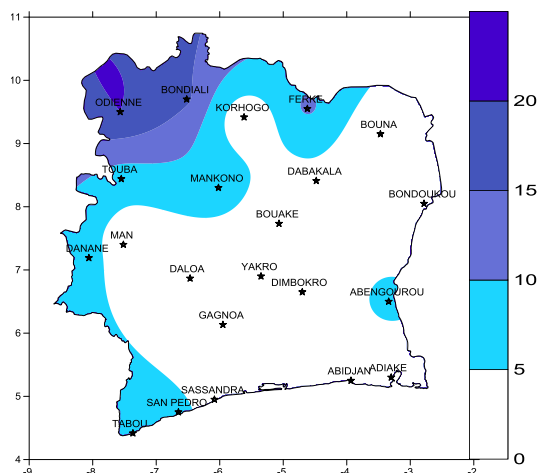 11
10
BONDIALI
ODIENNE
FERKE
20
KORHOGO
9
BOUNA
TOUBA
DABAKALA
MANKONO
15
BONDOUKOU
8
BOUAKE
MAN
DANANE
7
DALOA
YAKRO
DIMBOKRO
10
ABENGOUROU
GAGNOA
6
ABIDJAN
ADIAKE
5
SASSANDRA
5
SAN PEDRO
TABOU
4
0
-9 -8 -7 -6 -5 -4 -3 -2